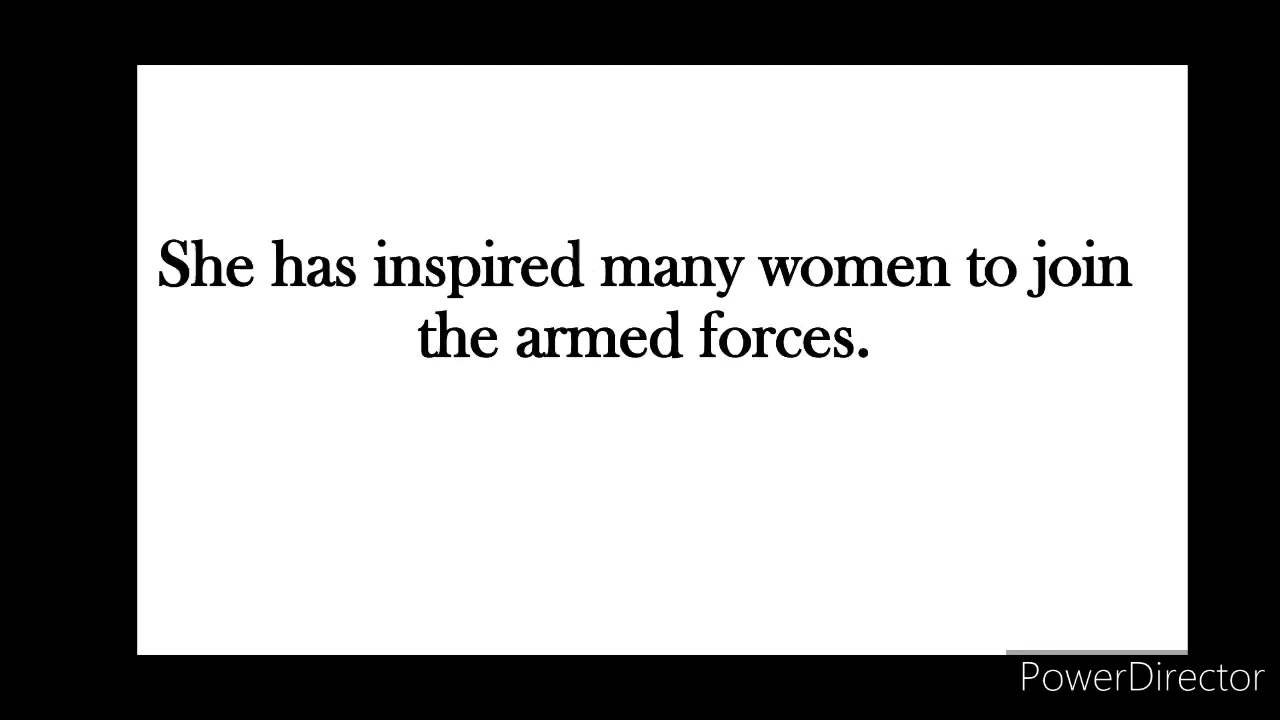 She has inspired many women to join
the armed forces.
PowerDirector